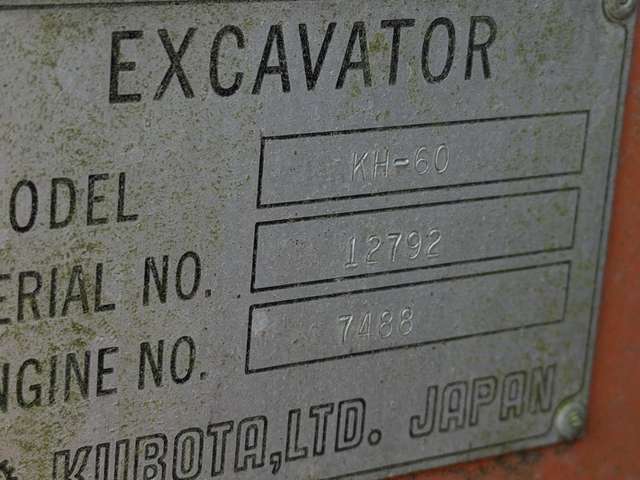 EXCAVATOR
ODEL KH-60
ERIAL NO. 12792
NGINE NO. 7488
KUBOTA, LTD. JAPAN